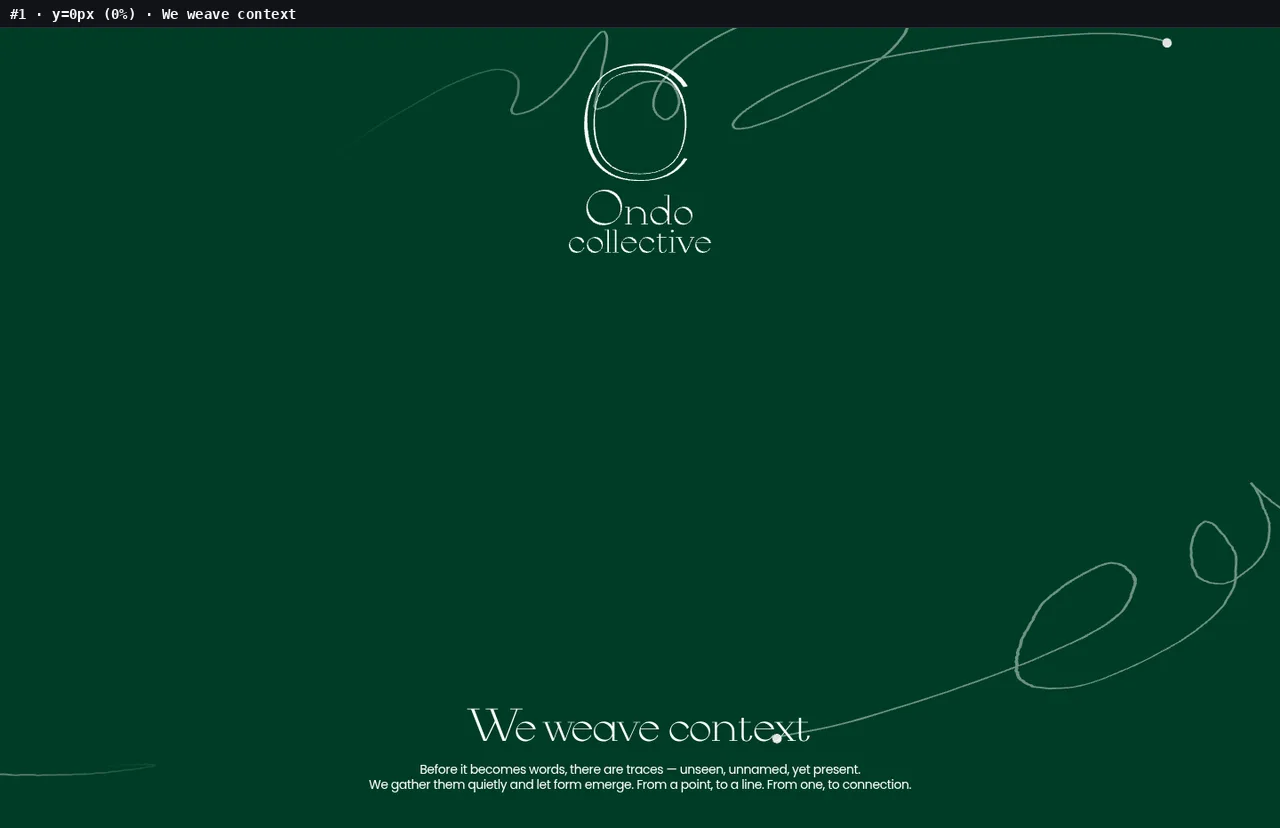 #1 · y=0px (0%) · We weave context
Ondo
collective
We weave context
Before it becomes words, there are traces — unseen, unnamed, yet present.
We gather them quietly and let form emerge. From a point, to a line. From one, to connection.